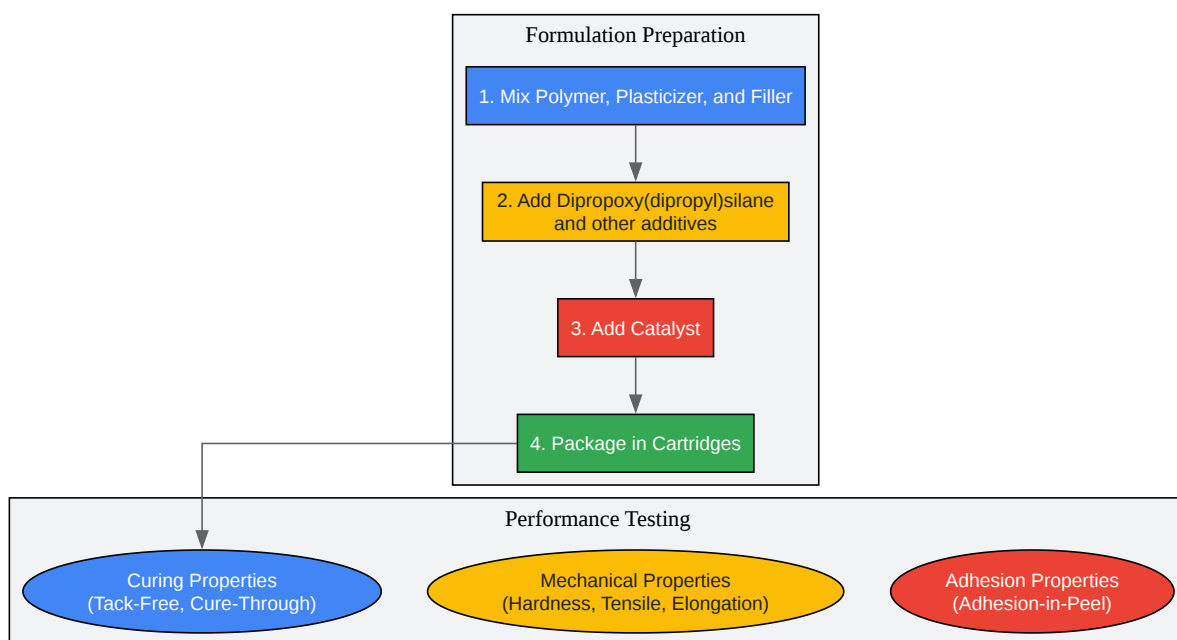 Formulation Preparation
1. Mix Polymer, Plasticizer, and Filler
2. Add Dipropoxy(dipropyl)silane
and other additives
3. Add Catalyst
4. Package in Cartridges
Performance Testing
Curing Properties
(Tack-Free, Cure-Through)
Mechanical Properties
(Hardness, Tensile, Elongation)
Adhesion Properties
(Adhesion-in-Peel)